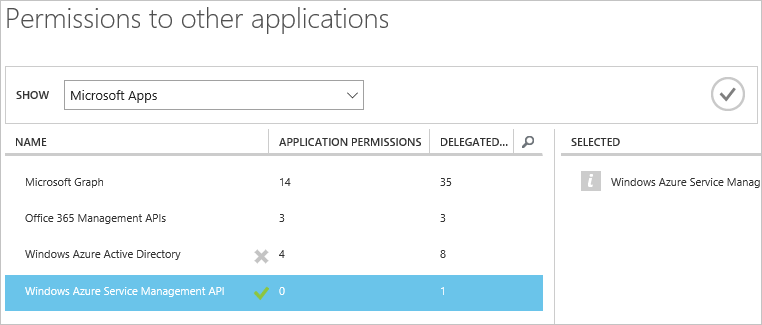 Permissions to other applications
SHOW Microsoft Apps
NAME APPLICATION PERMISSIONS DELEGATED... SELECTED
Microsoft Graph 14 35 Windows Azure Service Manag
Office 365 Management APIs 3 3
Windows Azure Active Directory 4 8
Windows Azure Service Management API 0 1